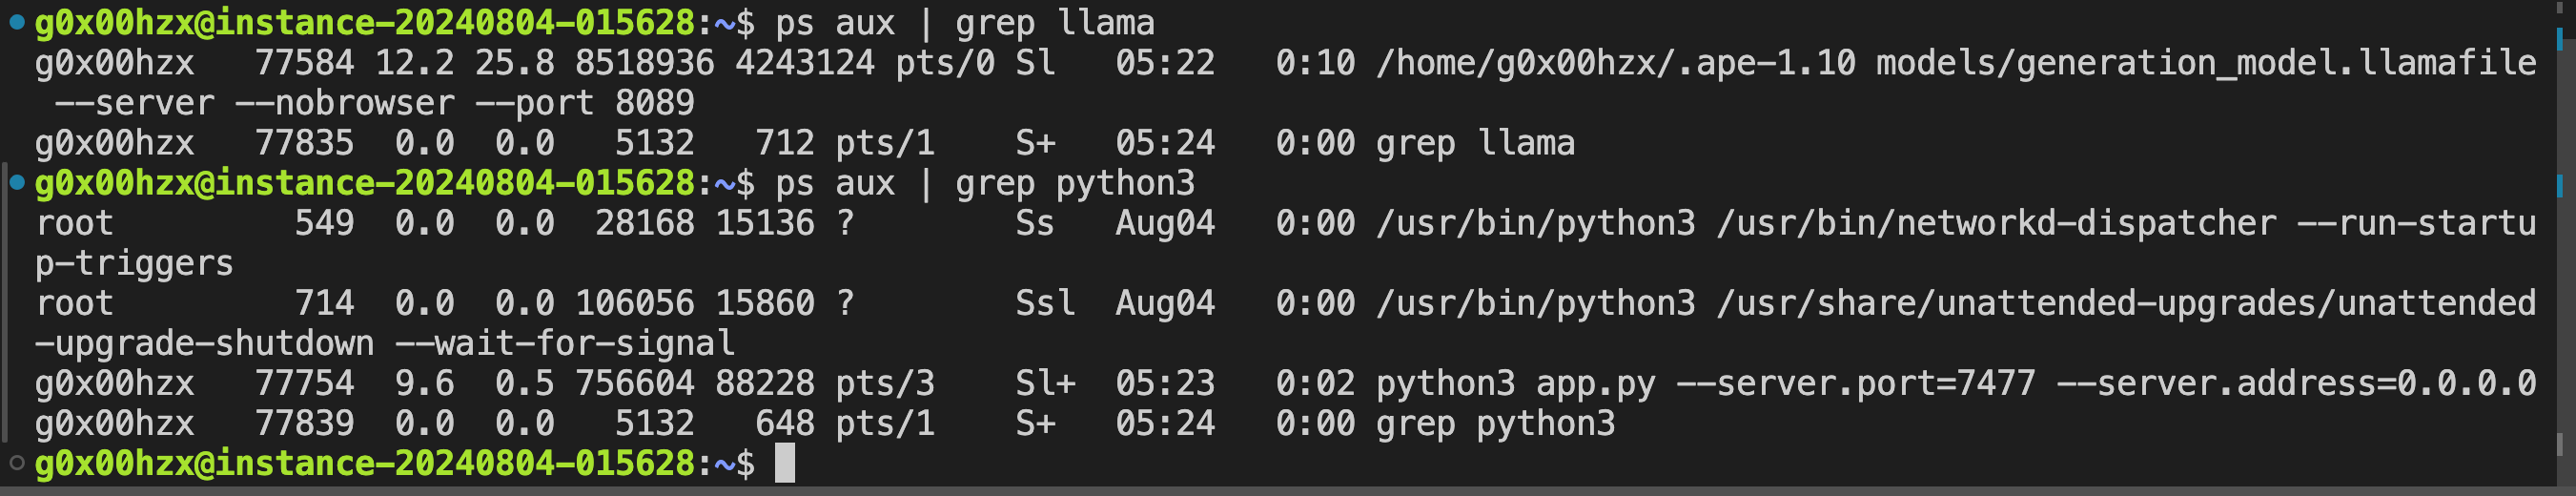 g0x00hzx@instance-20240804-015628:~$ ps aux | grep llama
g0x00hzx   77584 12.2 25.8 8518936 4243124 pts/0 Sl   05:22   0:10 /home/g0x00hzx/.ape-1.10 models/generation_model.llamafile
 --server --nobrowser --port 8089
g0x00hzx   77835  0.0  0.0   5132   712 pts/1    S+   05:24   0:00 grep llama
g0x00hzx@instance-20240804-015628:~$ ps aux | grep python3
root         549  0.0  0.0  28168 15136 ?        Ss   Aug04   0:00 /usr/bin/python3 /usr/bin/networkd-dispatcher --run-startu
p-triggers
root         714  0.0  0.0 106056 15860 ?        Ssl  Aug04   0:00 /usr/bin/python3 /usr/share/unattended-upgrades/unattended
-upgrade-shutdown --wait-for-signal
g0x00hzx   77754  9.6  0.5 756604 88228 pts/3    Sl+  05:23   0:02 python3 app.py --server.port=7477 --server.address=0.0.0.0
g0x00hzx   77839  0.0  0.0   5132   648 pts/1    S+   05:24   0:00 grep python3
g0x00hzx@instance-20240804-015628:~$